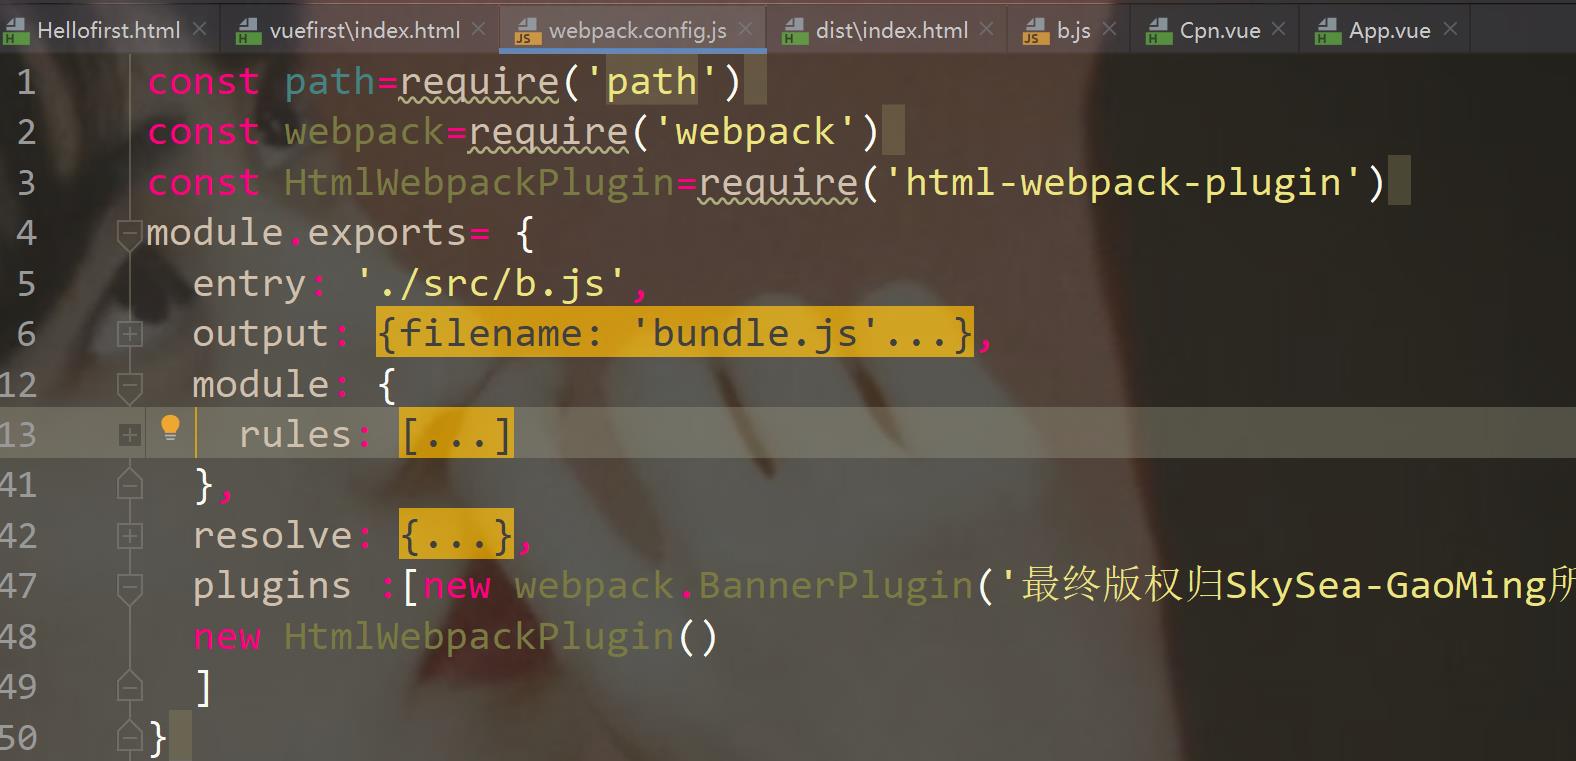 Hellofirst.html vuefirst\index.html webpack.config.js dist\index.html b.js Cpn.vue App.vue
1 const path=require('path')
2 const webpack=require('webpack')
3 const HtmlWebpackPlugin=require('html-webpack-plugin')
4 module.exports= {
5 entry: './src/b.js',
6 output: {filename: 'bundle.js'...},
12 module: {
13 rules: [...]
41 },
42 resolve: {...},
47 plugins :[new webpack.BannerPlugin('最终版权归SkySea-GaoMing所
48 new HtmlWebpackPlugin()
49 ]
50 }